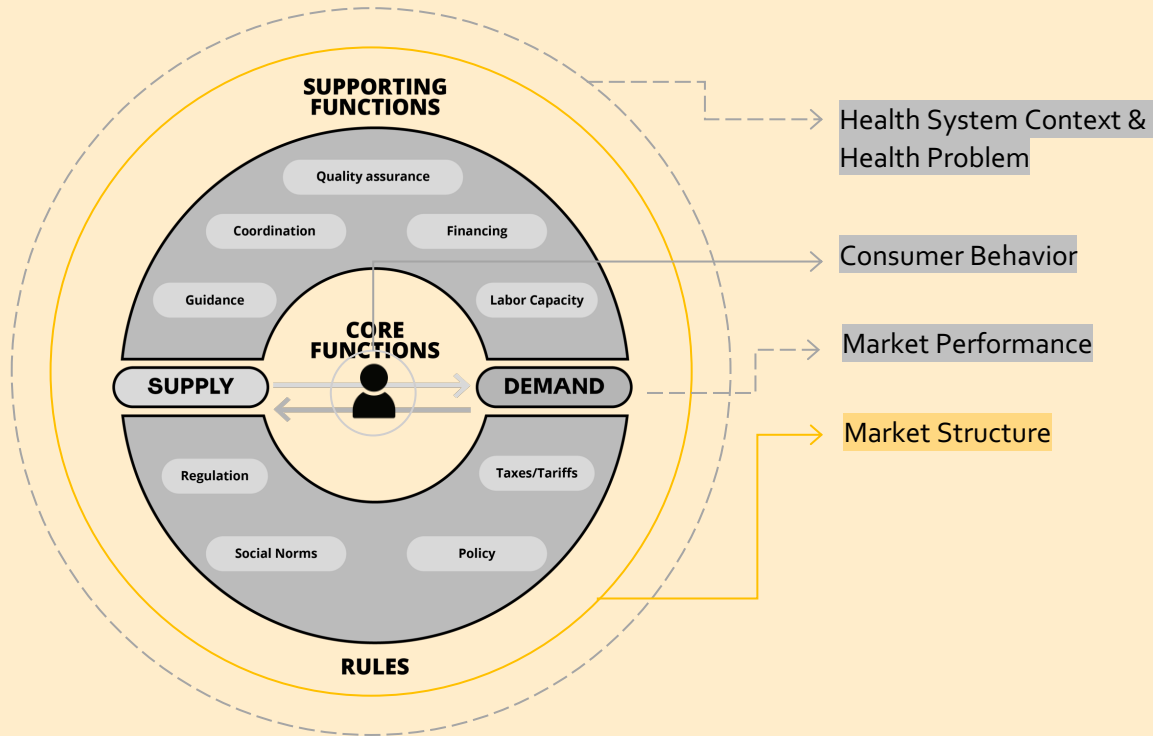 SUPPORTING
FUNCTIONS
Quality assurance
Coordination
Financing
Guidance
Labor Capacity
CORE
FUNCTIONS
SUPPLY
DEMAND
Regulation
Taxes/Tariffs
Social Norms
Policy
RULES
Health System Context &
Health Problem
Consumer Behavior
Market Performance
Market Structure